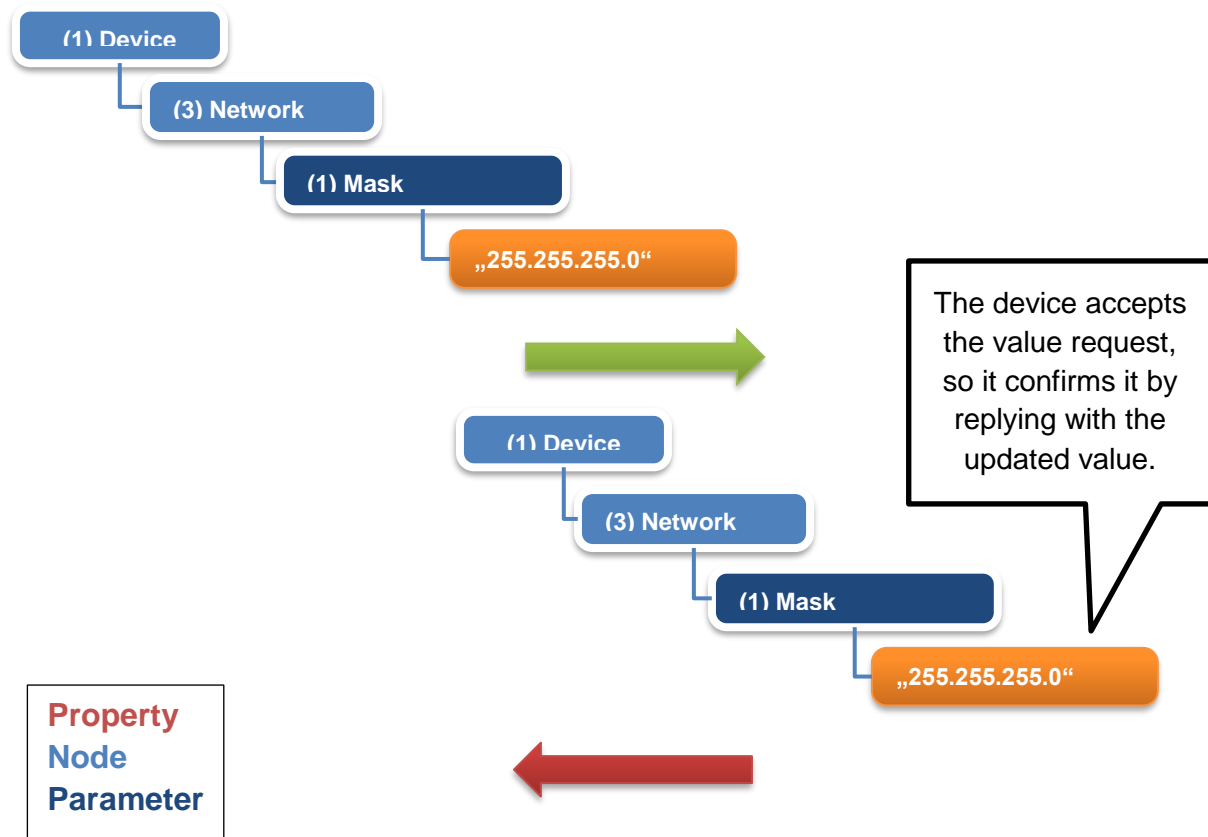 (1) Device
(3) Network
(1) Mask
„255.255.255.0“
The device accepts
the value request,
so it confirms it by
replying with the
updated value.
(1) Device
(3) Network
(1) Mask
„255.255.255.0“
Property
Node
Parameter